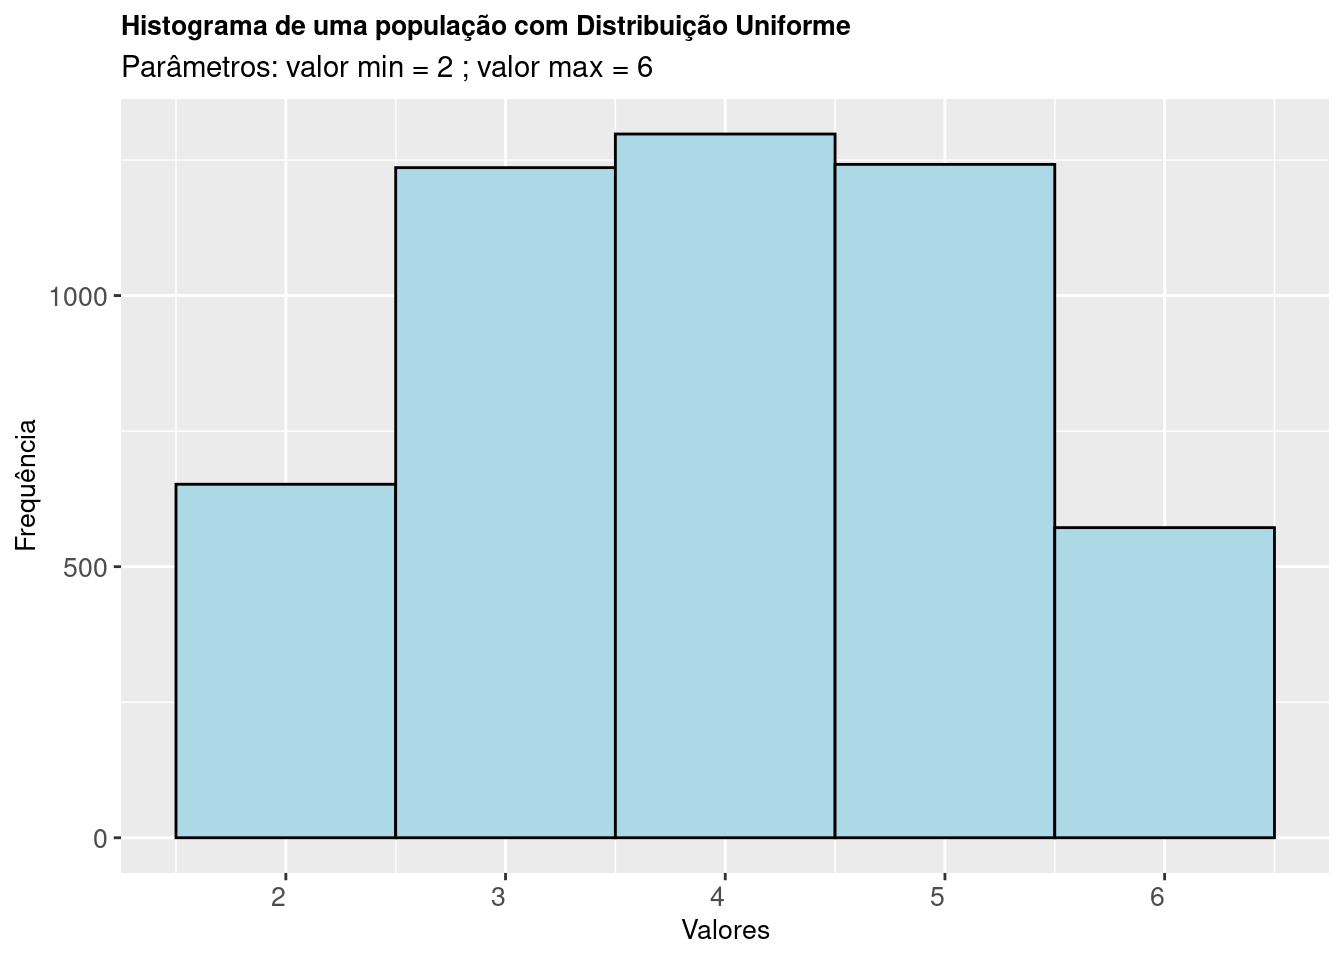 Histograma de uma população com Distribuição Uniforme
Parâmetros: valor min = 2 ; valor max = 6
Frequência
1000
500
0
2 3 4 5 6
Valores